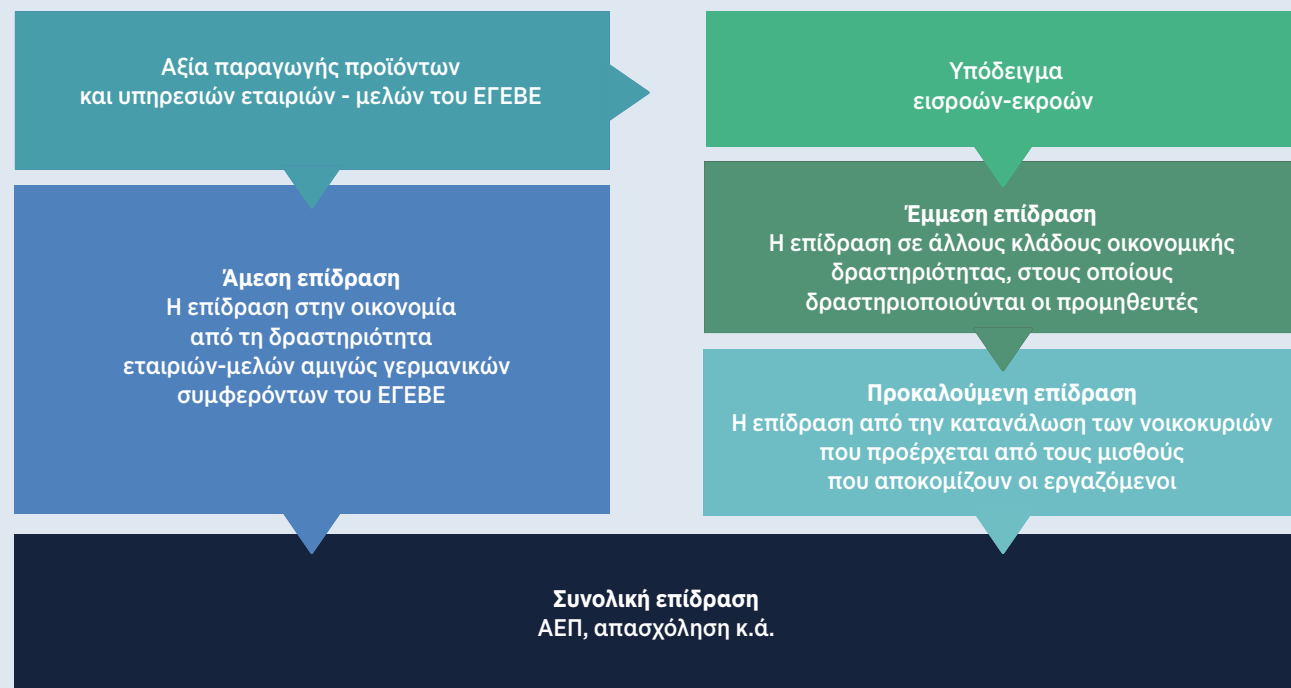 Αξία παραγωγής προϊόντων
και υπηρεσιών εταιριών - μελών του ΕΓΕΒΕ
Άμεση επίδραση
Η επίδραση στην οικονομία
από τη δραστηριότητα
εταιριών-μελών αμιγώς γερμανικών
συμφερόντων του ΕΓΕΒΕ
Υπόδειγμα
εισροών-εκροών
Έμμεση επίδραση
Η επίδραση σε άλλους κλάδους οικονομικής
δραστηριότητας, στους οποίους
δραστηριοποιούνται οι προμηθευτές
Προκαλούμενη επίδραση
Η επίδραση από την κατανάλωση των νοικοκυριών
που προέρχεται από τους μισθούς
που αποκομίζουν οι εργαζόμενοι
Συνολική επίδραση
ΑΕΠ, απασχόληση κ.ά.